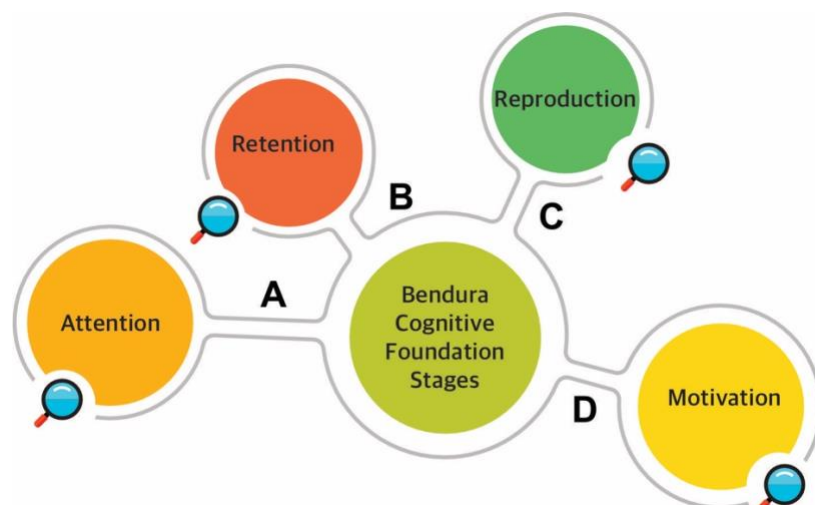 Reproduction
Retention
B
C
A
Attention
Bendura
Cognitive
Foundation
Stages
Motivation
D